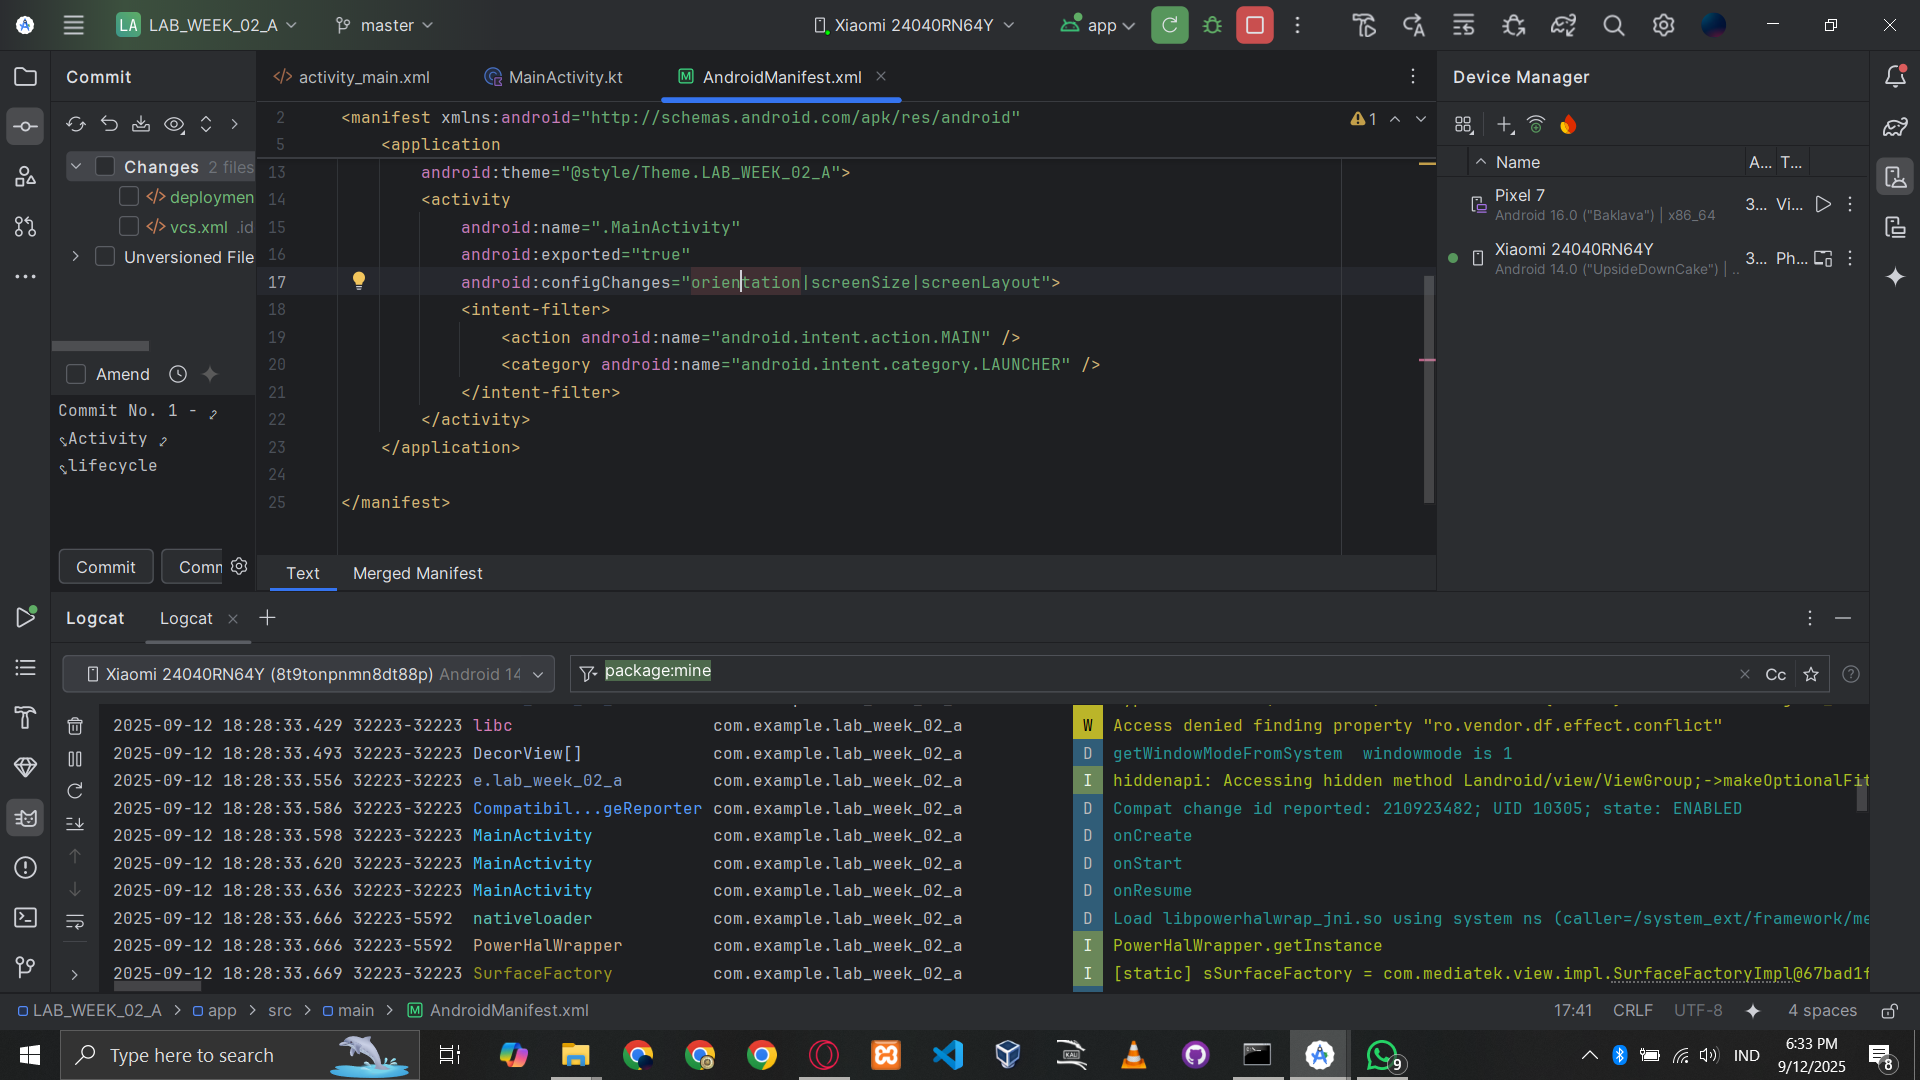 LA LAB_WEEK_02_A
master
Xiaomi 24040RN64Y
app
Commit
activity_main.xml
MainActivity.kt
AndroidManifest.xml
Device Manager
Changes 2 files
deploymen
vcs.xml .id
Unversioned File
Amend
Commit No. 1 -
Activity
lifecycle
Commit
Comm
2 <manifest xmlns:android="http://schemas.android.com/apk/res/android"
5 <application
13 android:theme="@style/Theme.LAB_WEEK_02_A">
14 <activity
15 android:name=".MainActivity"
16 android:exported="true"
17 android:configChanges="orientation|screenSize|screenLayout">
18 <intent-filter>
19 <action android:name="android.intent.action.MAIN" />
20 <category android:name="android.intent.category.LAUNCHER" />
21 </intent-filter>
22 </activity>
23 </application>
24
25 </manifest>
1
Text
Merged Manifest
Name A... T...
Pixel 7 3... Vi...
Android 16.0 ("Baklava") | x86_64
Xiaomi 24040RN64Y 3... Ph...
Android 14.0 ("UpsideDownCake") | ..
Logcat
Logcat
Xiaomi 24040RN64Y (8t9tonpnmn8dt88p) Android 14
package:mine
Cc
2025-09-12 18:28:33.429 32223-32223 libc com.example.lab_week_02_a W Access denied finding property "ro.vendor.df.effect.conflict"
2025-09-12 18:28:33.493 32223-32223 DecorView[] com.example.lab_week_02_a D getWindowModeFromSystem windowmode is 1
2025-09-12 18:28:33.556 32223-32223 e.lab_week_02_a com.example.lab_week_02_a I hiddenapi: Accessing hidden method Landroid/view/ViewGroup;->makeOptionalFit
2025-09-12 18:28:33.586 32223-32223 Compatibil...geReporter com.example.lab_week_02_a D Compat change id reported: 210923482; UID 10305; state: ENABLED
2025-09-12 18:28:33.598 32223-32223 MainActivity com.example.lab_week_02_a D onCreate
2025-09-12 18:28:33.620 32223-32223 MainActivity com.example.lab_week_02_a D onStart
2025-09-12 18:28:33.636 32223-32223 MainActivity com.example.lab_week_02_a D onResume
2025-09-12 18:28:33.666 32223-5592 nativeloader com.example.lab_week_02_a D Load libpowerhalwrap_jni.so using system ns (caller=/system_ext/framework/me
2025-09-12 18:28:33.666 32223-5592 PowerHalWrapper com.example.lab_week_02_a I PowerHalWrapper.getInstance
2025-09-12 18:28:33.669 32223-32223 SurfaceFactory com.example.lab_week_02_a I [static] sSurfaceFactory = com.mediatek.view.impl.SurfaceFactoryImpl@67bad1f
LAB_WEEK_02_A > app > src > main > AndroidManifest.xml
17:41 CRLF UTF-8 4 spaces
Type here to search
9
IND
6:33 PM
9/12/2025
8